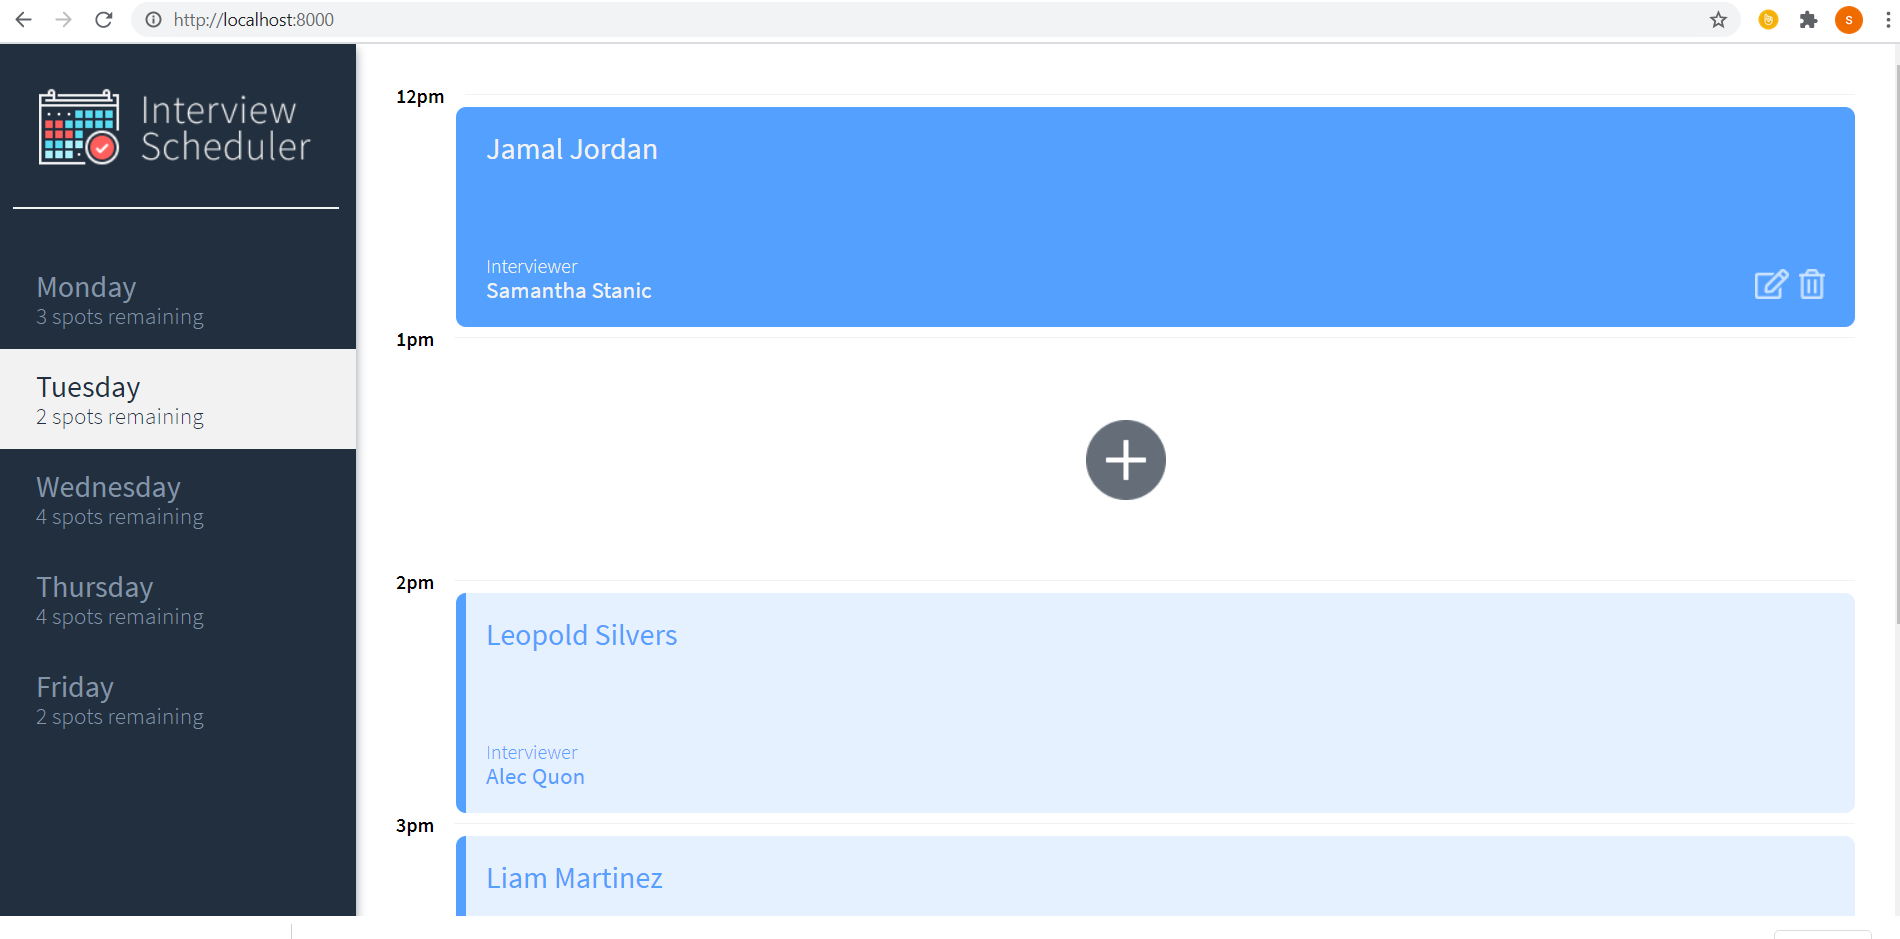 http://localhost:8000
S
Interview
Scheduler
Monday
3 spots remaining
Tuesday
2 spots remaining
Wednesday
4 spots remaining
Thursday
4 spots remaining
Friday
2 spots remaining
12pm
Jamal Jordan
Interviewer
Samantha Stanic
1pm
2pm
Leopold Silvers
Interviewer
Alec Quon
3pm
Liam Martinez